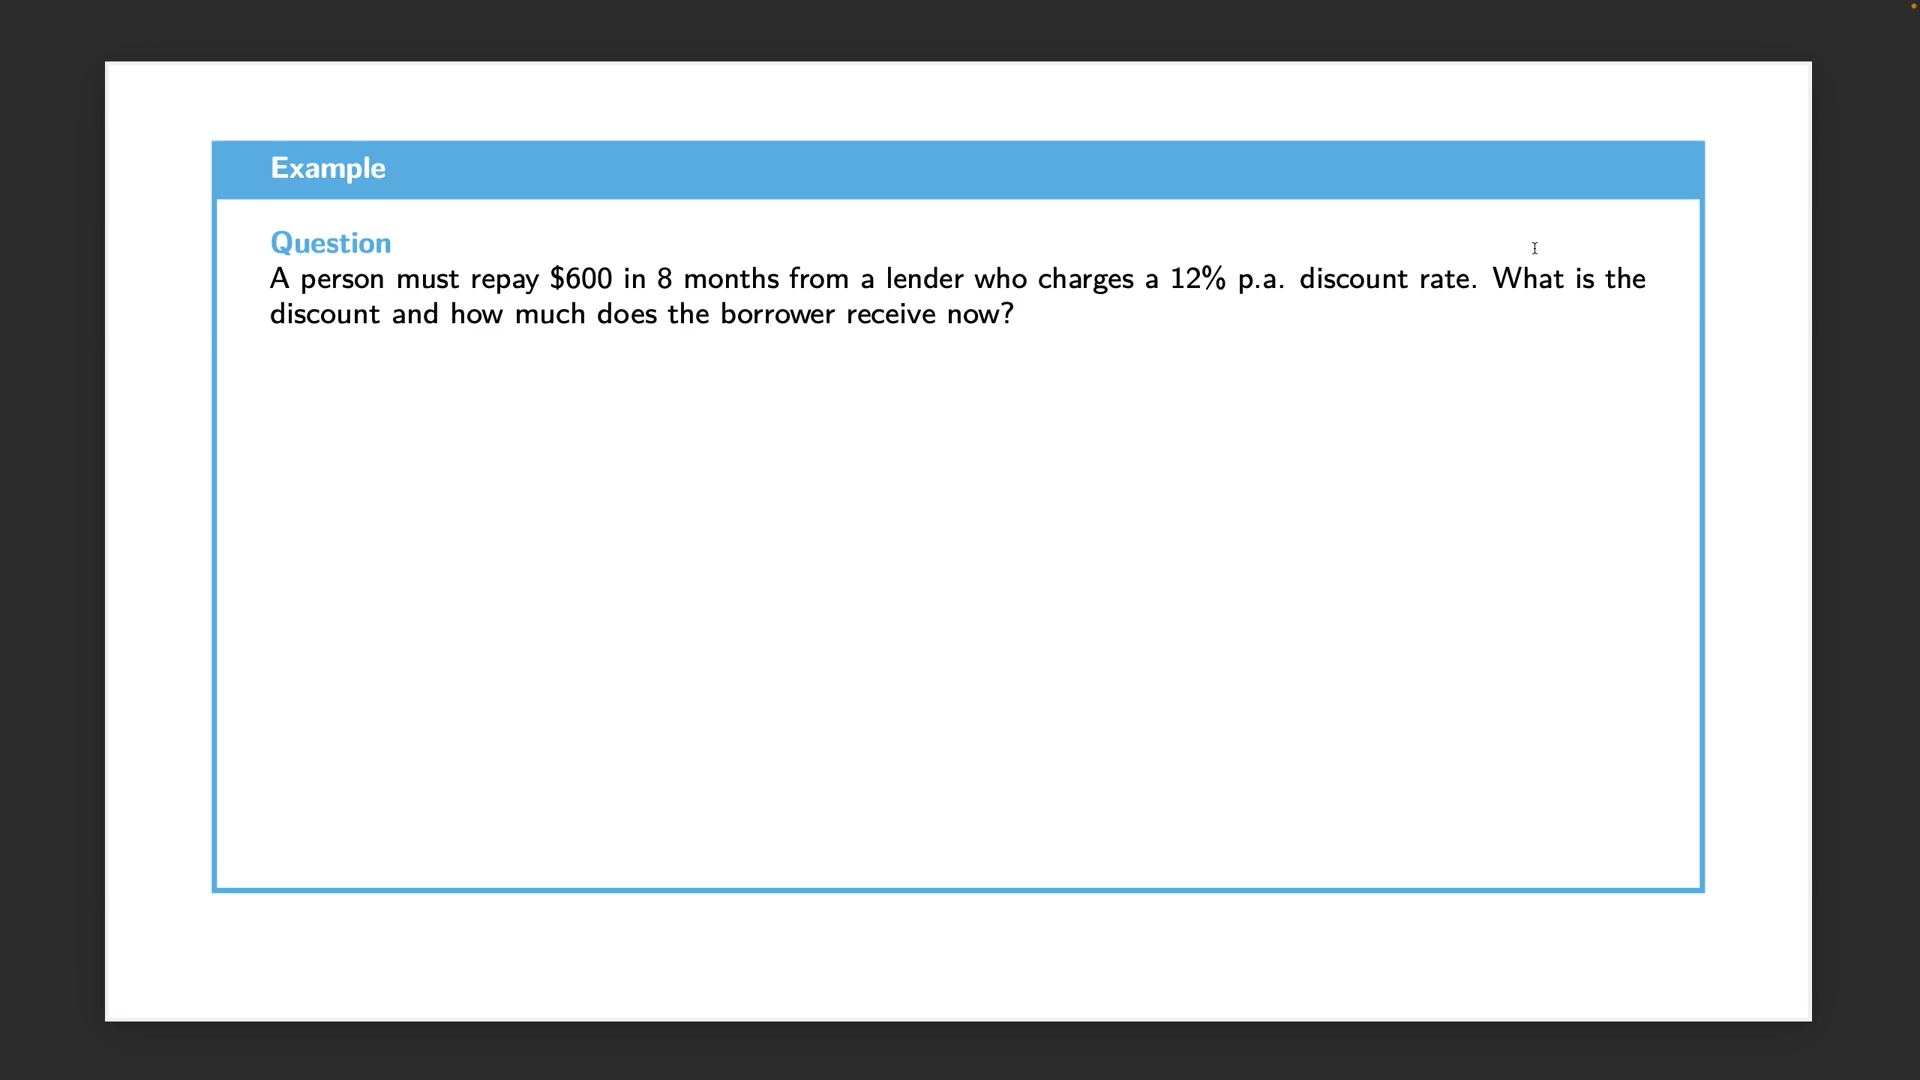 Example
Question
A person must repay $600 in 8 months from a lender who charges a 12% p.a. discount rate. What is the
discount and how much does the borrower receive now?